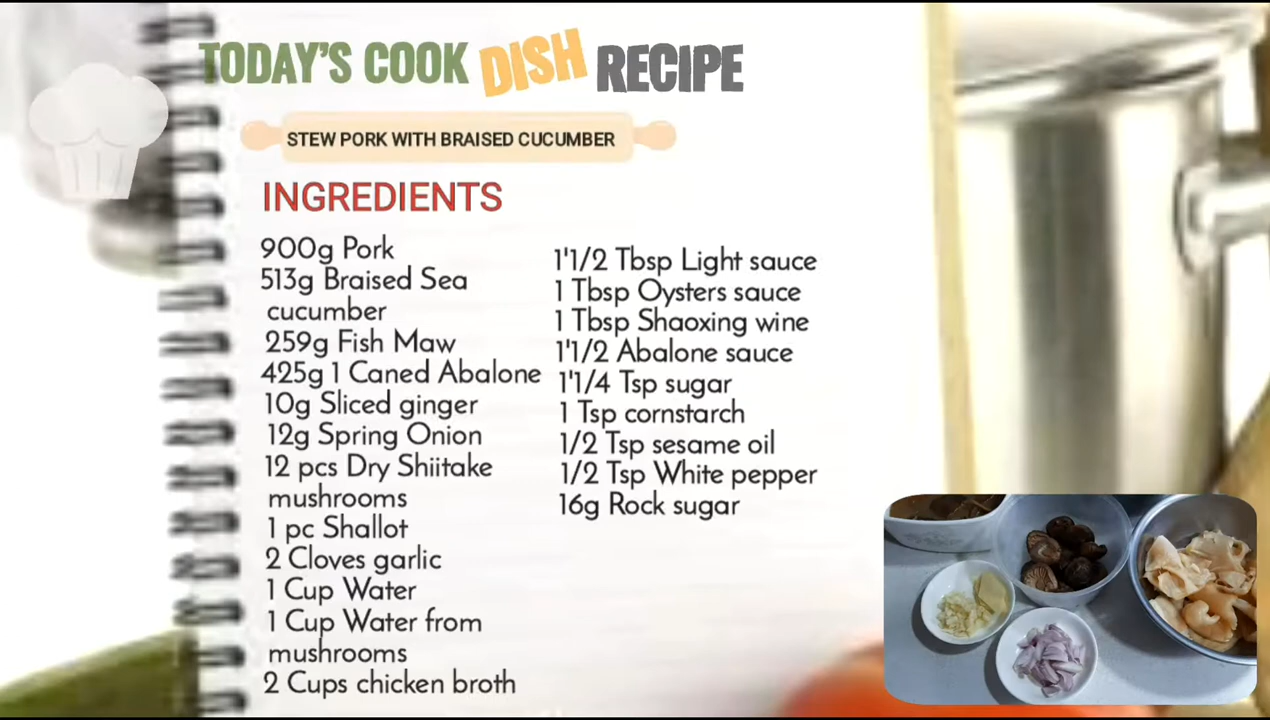 TODAY'S COOK DISH RECIPE
STEW PORK WITH BRAISED CUCUMBER
INGREDIENTS
900g Pork
513g Braised Sea
cucumber
259g Fish Maw
425g 1 Caned Abalone
10g Sliced ginger
12g Spring Onion
12 pcs Dry Shiitake
mushrooms
1 pc Shallot
2 Cloves garlic
1 Cup Water
1 Cup Water from
mushrooms
2 Cups chicken broth
1'1/2 Tbsp Light sauce
1 Tbsp Oysters sauce
1 Tbsp Shaoxing wine
1'1/2 Abalone sauce
1'1/4 Tsp sugar
1 Tsp cornstarch
1/2 Tsp sesame oil
1/2 Tsp White pepper
16g Rock sugar